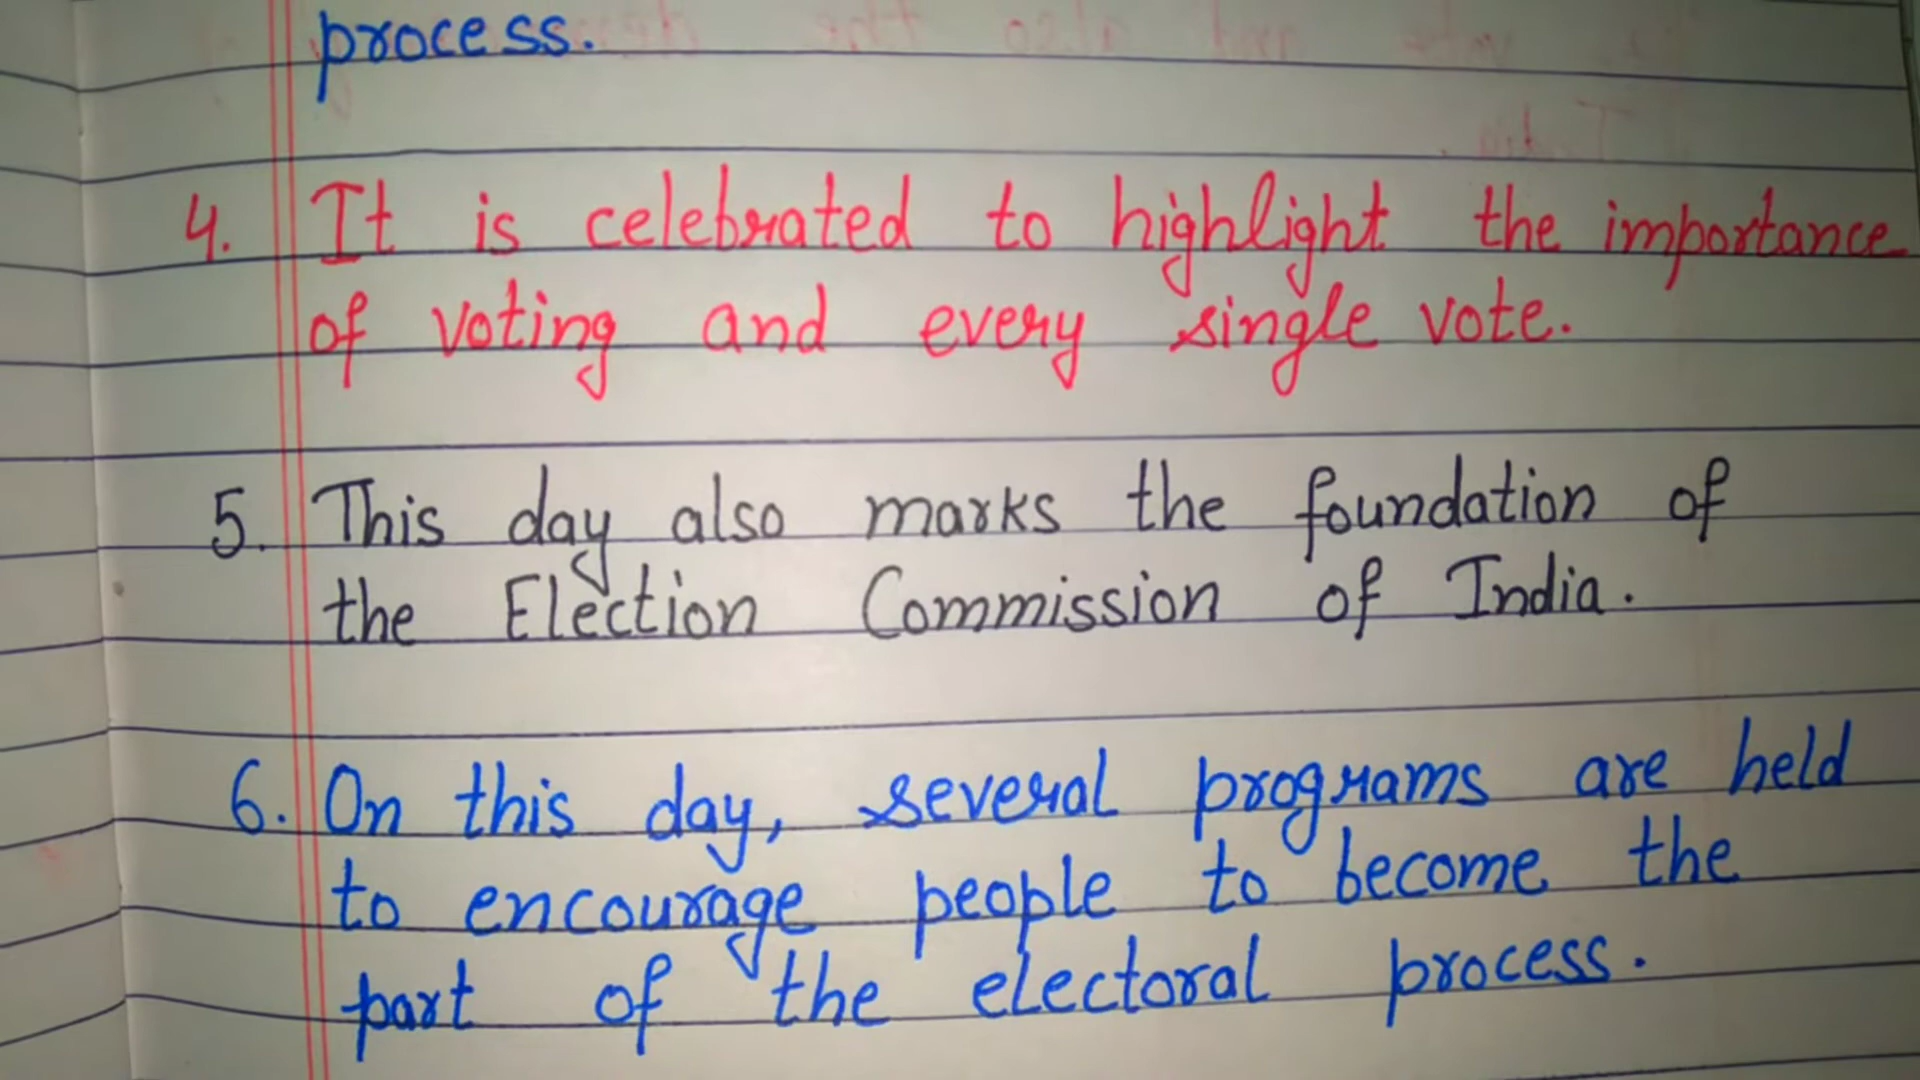 process.
4. It is celebrated to highlight the importance
of voting and every single vote.
5. This day also marks the foundation of
the Election Commission of India.
6. On this day, several programs are held
to encourage people to become the
part of the electoral process.